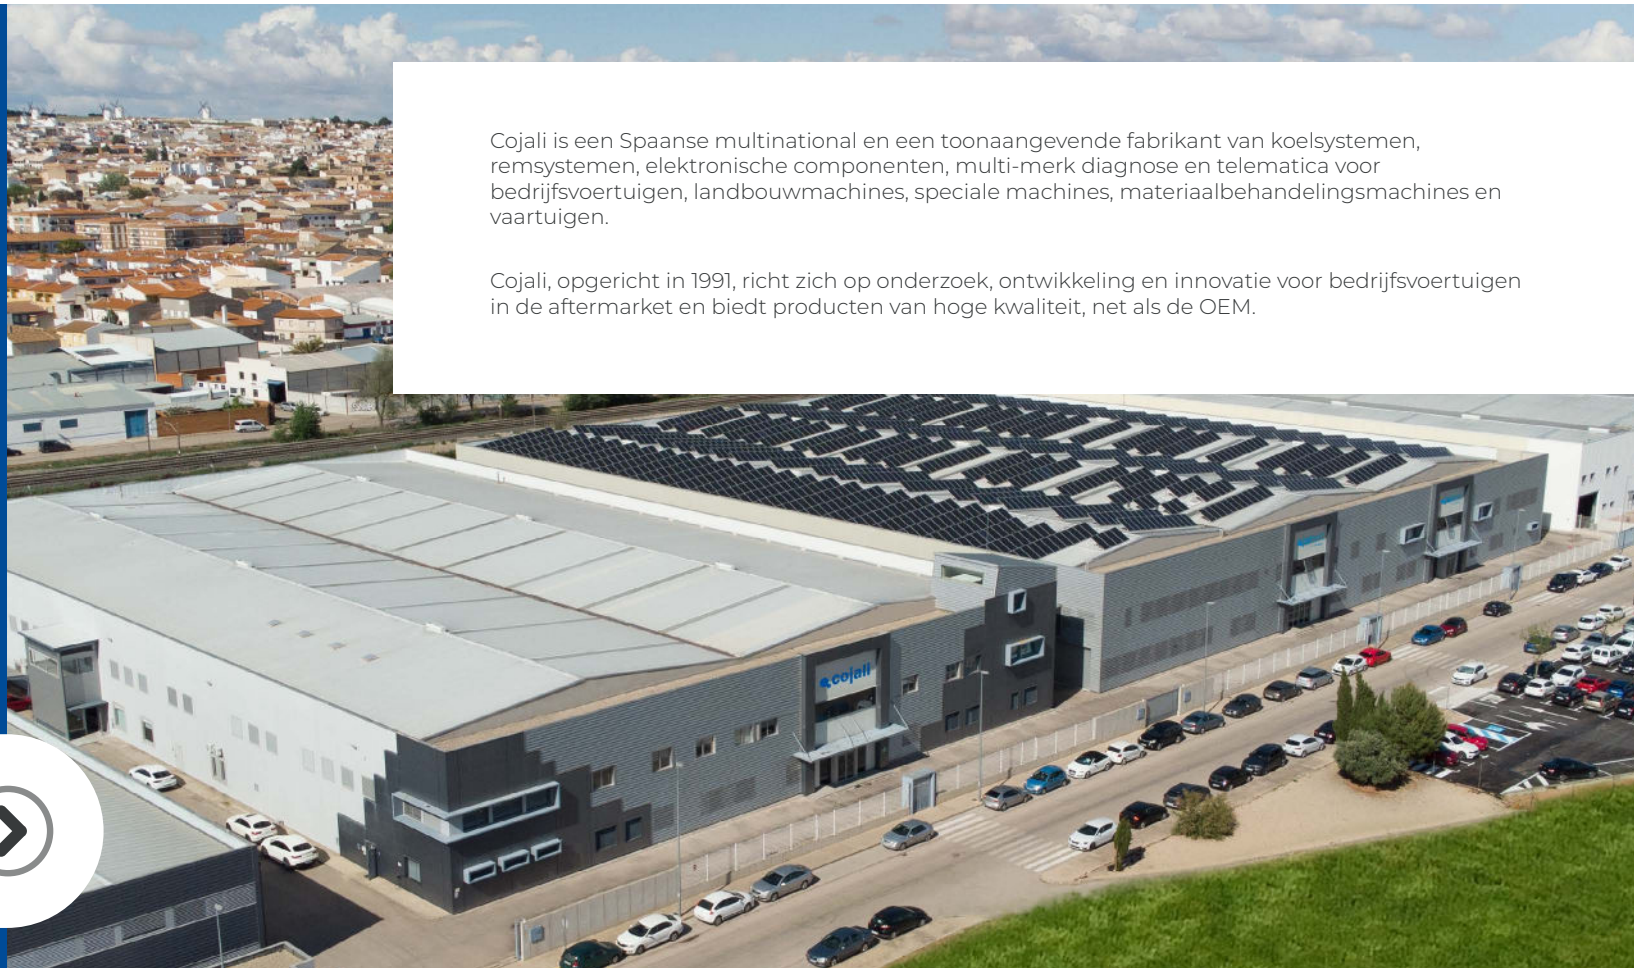 Cojali is een Spaanse multinational en een toonaangevende fabrikant van koelsystemen,
remsystemen, elektronische componenten, multi-merk diagnose en telematica voor
bedrijfsvoertuigen, landbouwmachines, speciale machines, materiaalbehandelingsmachines en
vaartuigen.
Cojali, opgericht in 1991, richt zich op onderzoek, ontwikkeling en innovatie voor bedrijfsvoertuigen
in de aftermarket en biedt producten van hoge kwaliteit, net als de OEM.
cojali